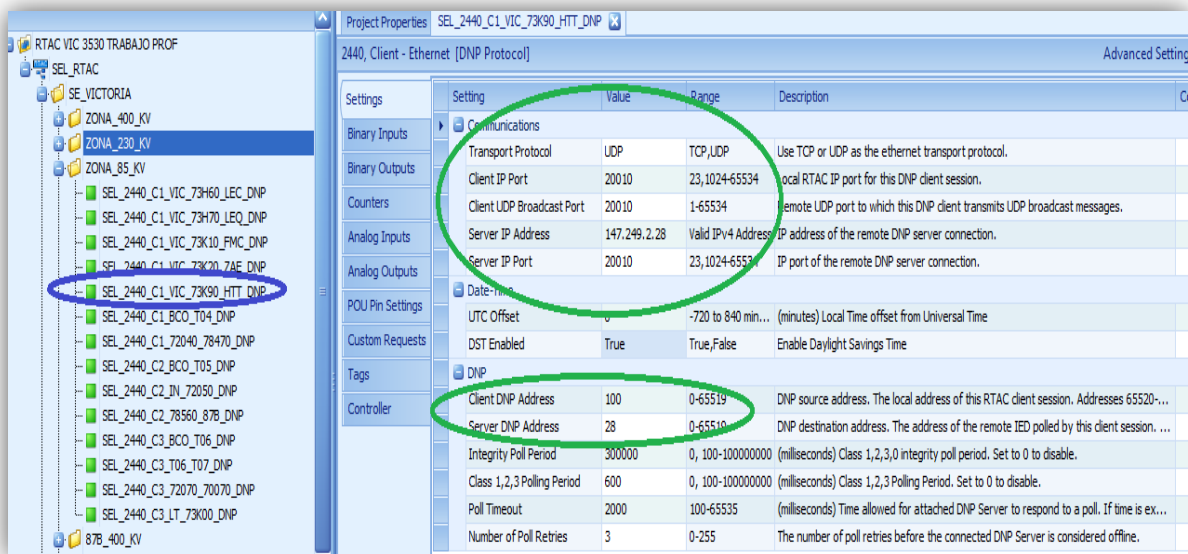 Project Properties SEL_2440_C1_VIC_73K90_HTT_DNP
RTAC VIC 3530 TRABAJO PROF
SEL_RTAC
SE_VICTORIA
ZONA_400_KV
ZONA_230_KV
ZONA_85_KV
SEL_2440_C1_VIC_73H60_LEC_DNP
SEL_2440_C1_VIC_73H70_LEQ_DNP
SEL_2440_C1_VIC_73K10_FMC_DNP
SEL_2440_C1_VIC_73K20_ZAE_DNP
SEL_2440_C1_VIC_73K90_HTT_DNP
SEL_2440_C1_BCO_T04_DNP
SEL_2440_C1_72040_78470_DNP
SEL_2440_C2_BCO_T05_DNP
SEL_2440_C2_IN_72050_DNP
SEL_2440_C2_78560_87B_DNP
SEL_2440_C3_BCO_T06_DNP
SEL_2440_C3_T06_T07_DNP
SEL_2440_C3_72070_70070_DNP
SEL_2440_C3_LT_73K00_DNP
87B_400_KV
2440, Client - Ethernet [DNP Protocol] Advanced Setting
Settings
Binary Inputs
Binary Outputs
Counters
Analog Inputs
Analog Outputs
POU Pin Settings
Custom Requests
Tags
Controller
Setting Value Range Description
Communications
Transport Protocol UDP TCP,UDP Use TCP or UDP as the ethernet transport protocol.
Client IP Port 20010 23,1024-65534 Local RTAC IP port for this DNP client session.
Client UDP Broadcast Port 20010 1-65534 Remote UDP port to which this DNP client transmits UDP broadcast messages.
Server IP Address 147.249.2.28 Valid IPv4 Address IP address of the remote DNP server connection.
Server IP Port 20010 23,1024-65534 IP port of the remote DNP server connection.
Date-Time
UTC Offset -720 to 840 min... (minutes) Local Time offset from Universal Time
DST Enabled True True,False Enable Daylight Savings Time
DNP
Client DNP Address 100 0-65519 DNP source address. The local address of this RTAC client session. Addresses 65520-...
Server DNP Address 28 0-65519 DNP destination address. The address of the remote IED polled by this client session. ...
Integrity Poll Period 300000 0, 100-100000000 (miliseconds) Class 1,2,3,0 integrity poll period. Set to 0 to disable.
Class 1,2,3 Polling Period 600 0, 100-100000000 (miliseconds) Class 1,2,3 Polling Period. Set to 0 to disable.
Poll Timeout 2000 100-65535 (miliseconds) Time allowed for attached DNP Server to respond to a poll. If time is ex...
Number of Poll Retries 3 0-255 The number of poll retries before the connected DNP Server is considered offline.